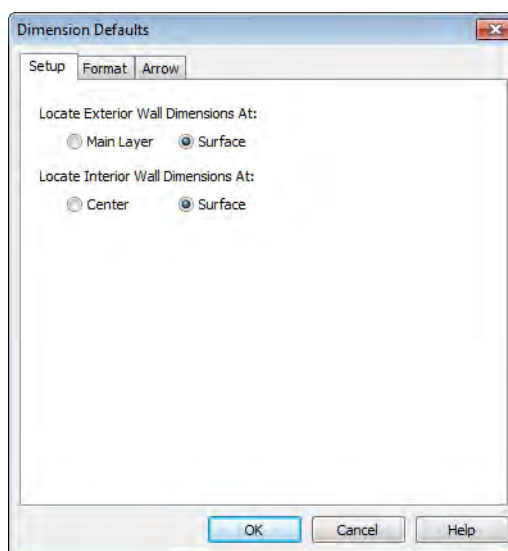 Dimension Defaults
Setup Format Arrow
Locate Exterior Wall Dimensions At:
Main Layer Surface
Locate Interior Wall Dimensions At:
Center Surface
OK Cancel Help